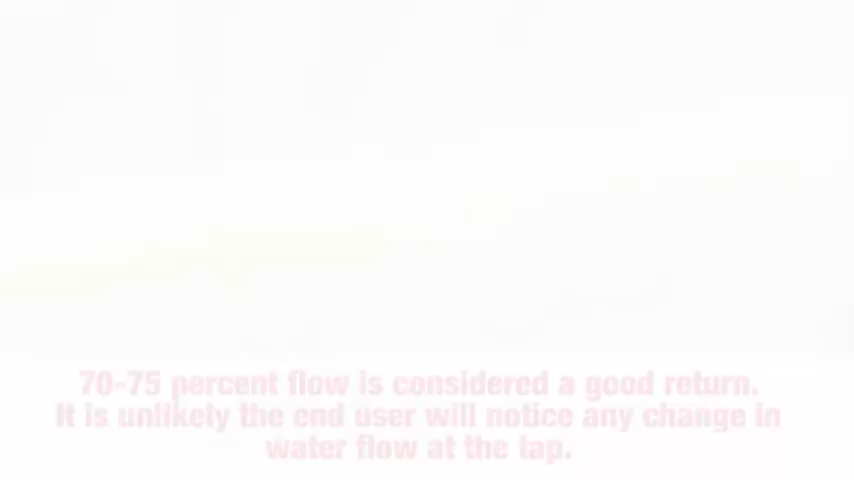 70-75 percent flow is considered a good return.
It is unlikely the end user will notice any change in
water flow at the tap.